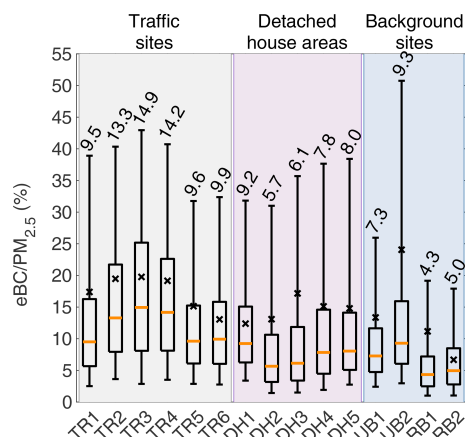 Traffic
sites
Detached
house areas
Background
sites
eBC/PM2.5 (%)
55
50
45
40
35
30
25
20
15
10
5
0
9.5
13.3
14.9
14.2
9.6
9.9
9.2
5.7
6.1
7.8
8.0
7.3
9.3
4.3
5.0
TR1
TR2
TR3
TR4
TR5
TR6
DH1
DH2
DH3
DH4
DH5
UB1
UB2
RB1
RB2